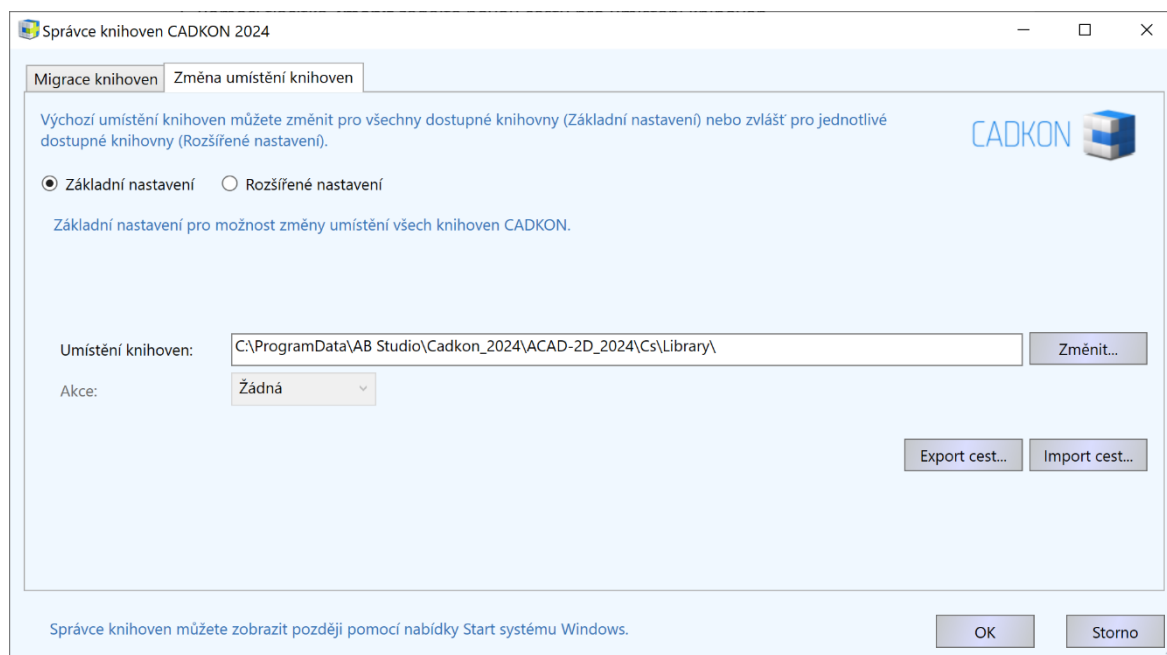 Správce knihoven CADKON 2024
Migrace knihoven
Změna umístění knihoven
Výchozí umístění knihoven můžete změnit pro všechny dostupné knihovny (Základní nastavení) nebo zvlášť pro jednotlivé
dostupné knihovny (Rozšířené nastavení).
CADKON
Základní nastavení
Rozšířené nastavení
Základní nastavení pro možnost změny umístění všech knihoven CADKON.
Umístění knihoven:
C:\ProgramData\AB Studio\Cadkon_2024\ACAD-2D_2024\Cs\Library\
Změnit...
Akce:
Žádná
Export cest...
Import cest...
Správce knihoven můžete zobrazit později pomocí nabídky Start systému Windows.
OK
Storno